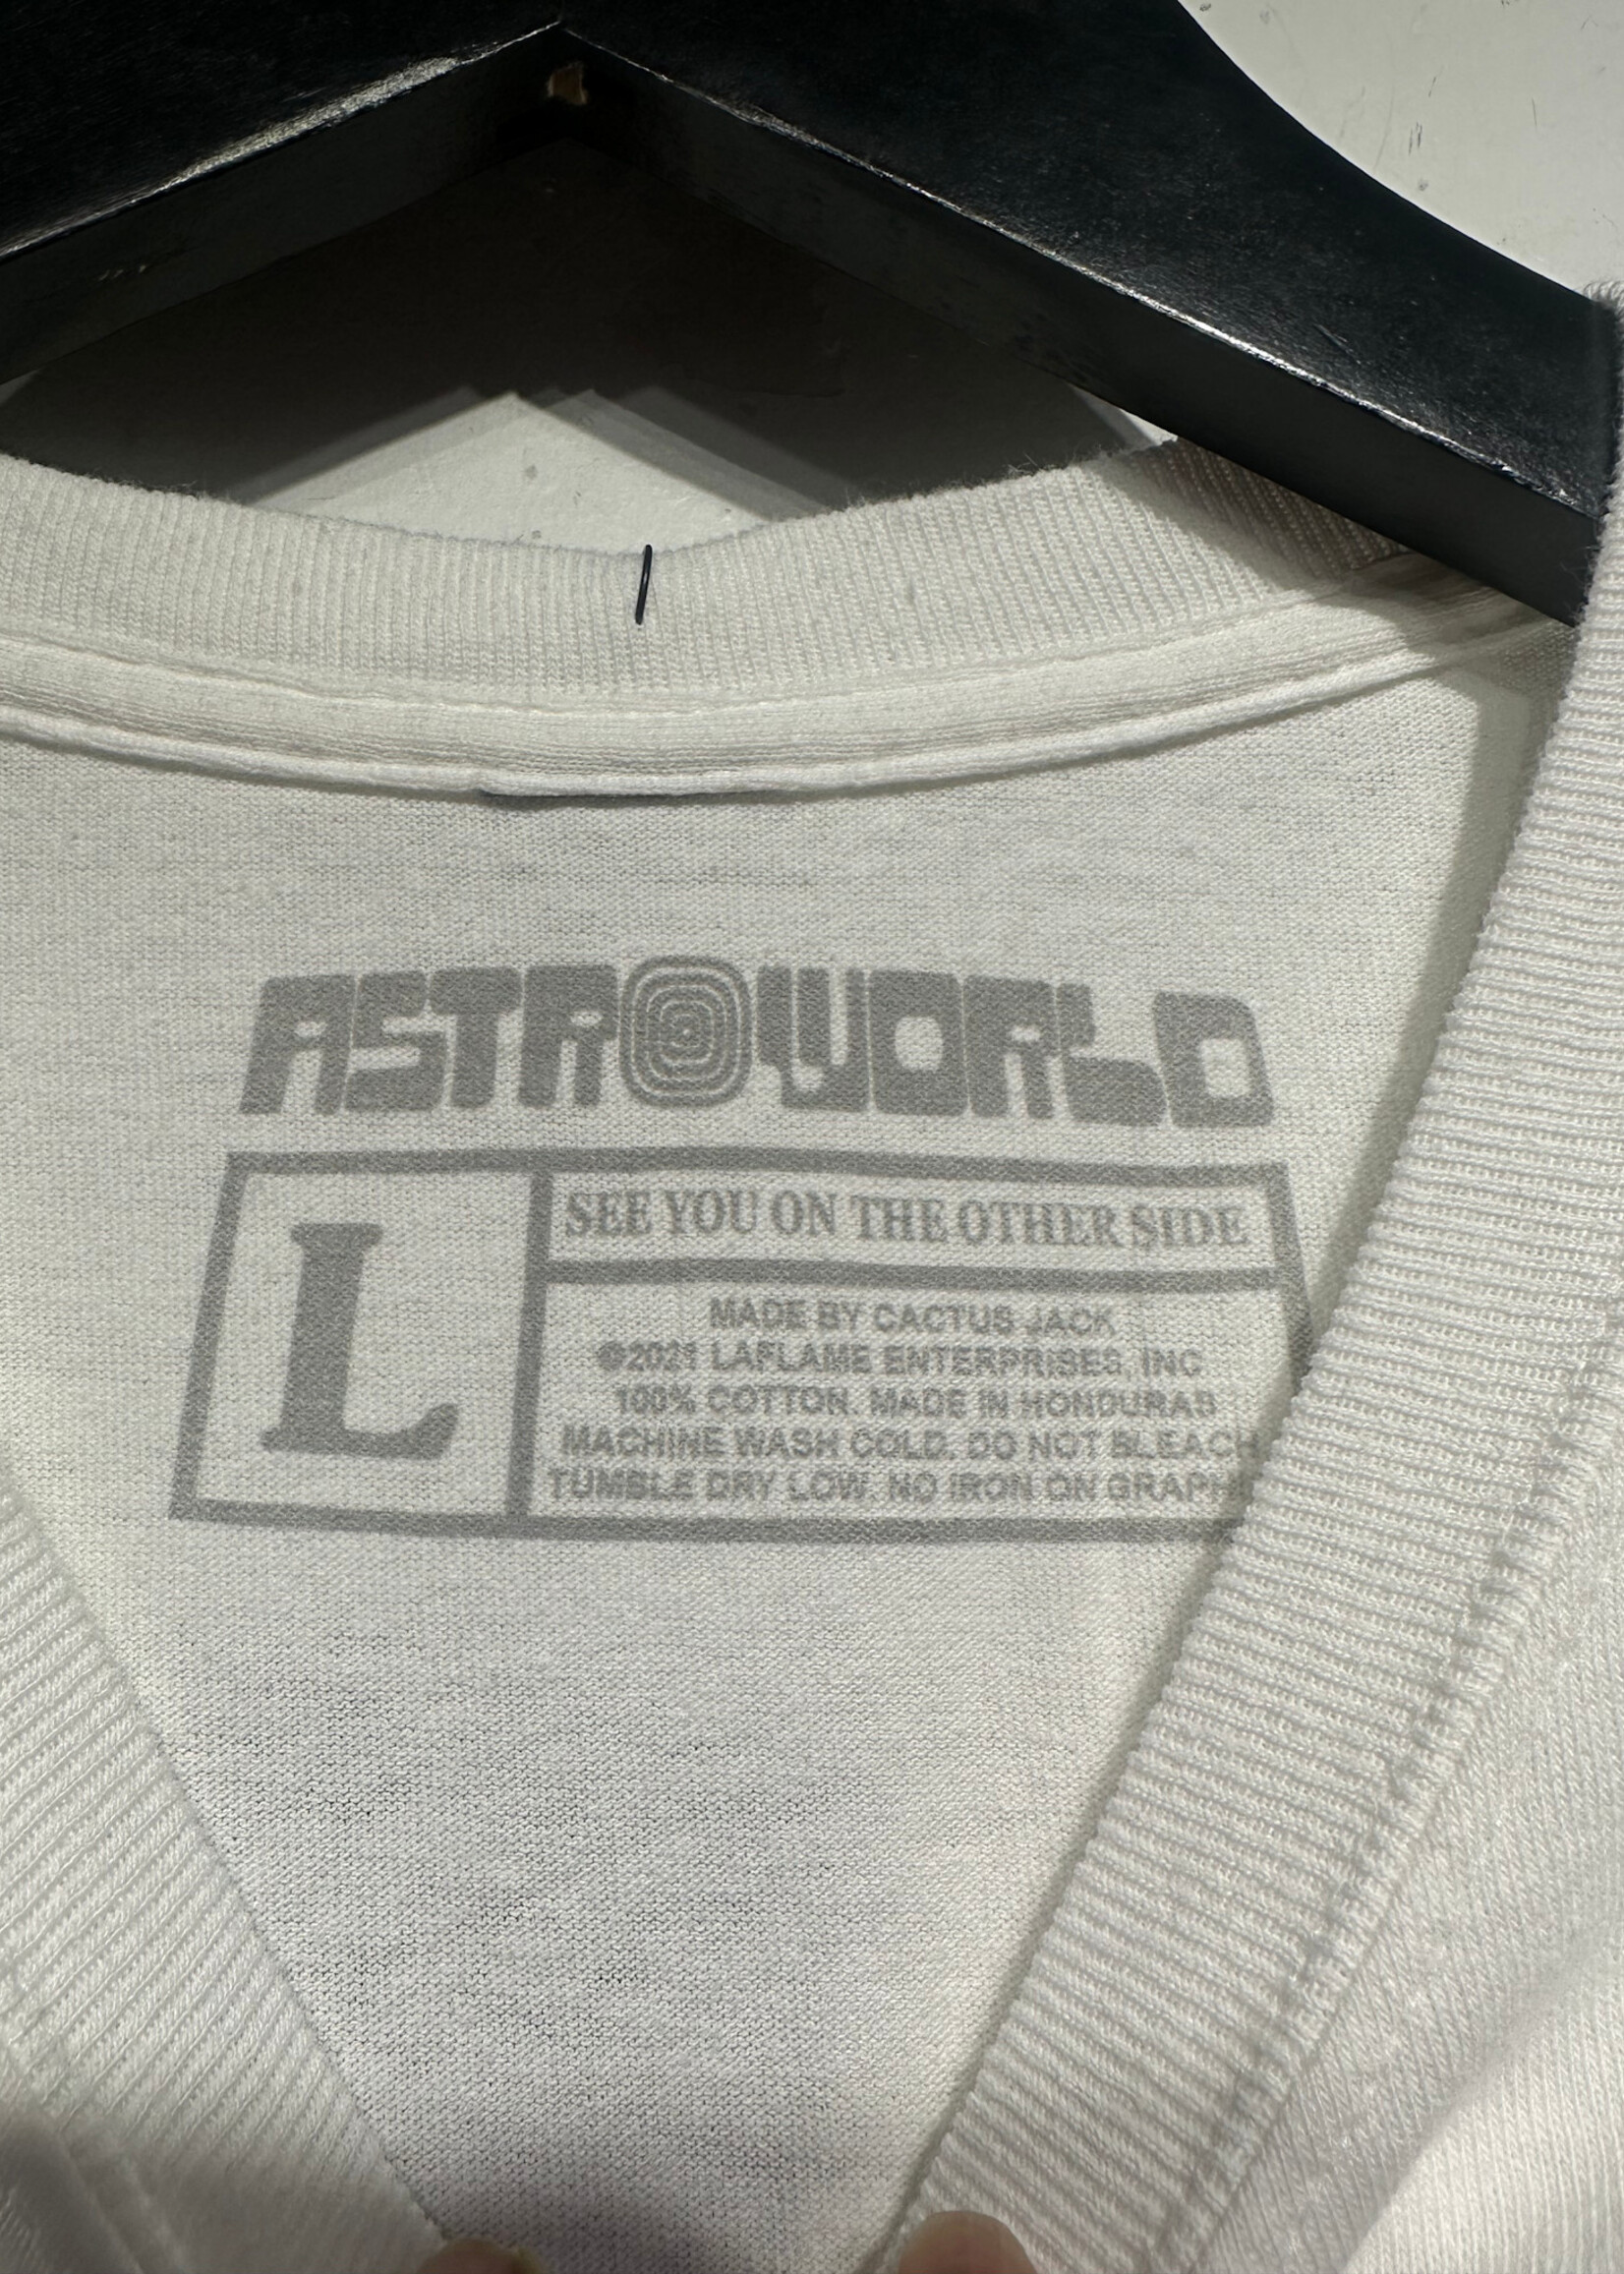 ASTROWORLD
L
SEE YOU ON THE OTHER SIDE
MADE BY CACTUS JACK
©2021 LAFLAME ENTERPRISES, INC
100% COTTON. MADE IN HONDURAS
MACHINE WASH COLD. DO NOT BLEACH
TUMBLE DRY LOW. NO IRON ON GRAPHI